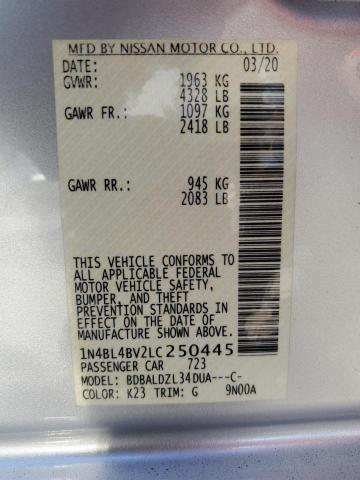 MFD BY NISSAN MOTOR CO., LTD.
DATE: 03/20
GVWR: 1963 KG
4328 LB
GAWR FR.: 1097 KG
2418 LB
GAWR RR.: 945 KG
2083 LB
THIS VEHICLE CONFORMS TO
ALL APPLICABLE FEDERAL
MOTOR VEHICLE SAFETY,
BUMPER, AND THEFT
PREVENTION STANDARDS IN
EFFECT ON THE DATE OF
MANUFACTURE SHOWN ABOVE.
1N4BL4BV2LC250445
PASSENGER CAR 723
MODEL: BDBALDZL34DUA---C-
COLOR: K23 TRIM: G 9N00A